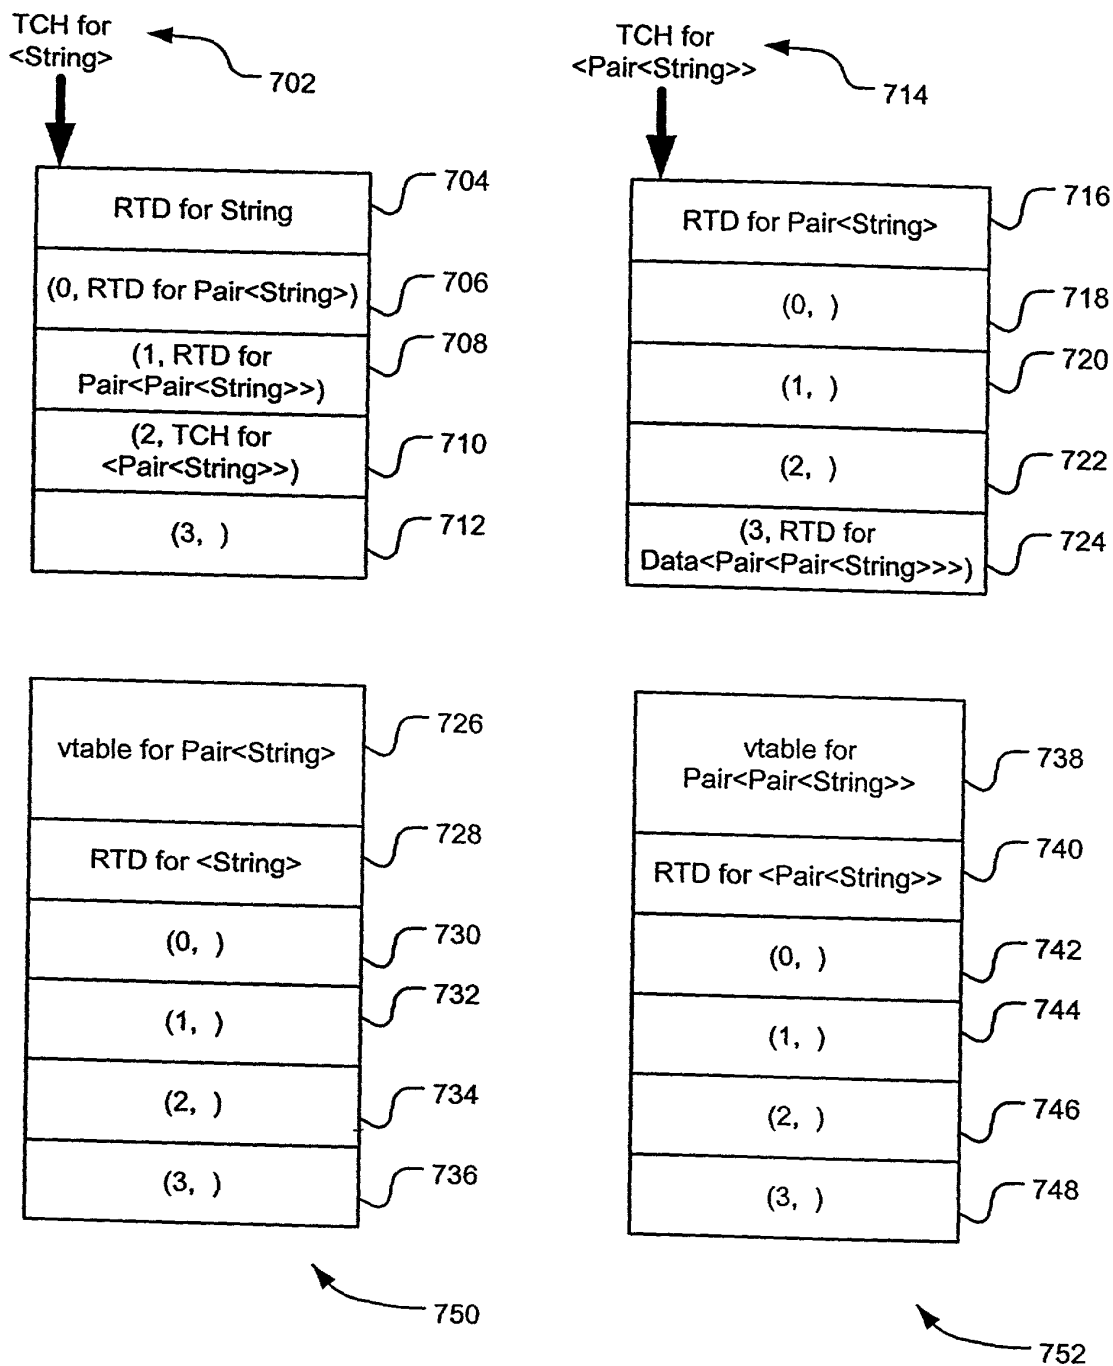 TCH for
<String>
702
RTD for String
704
(0, RTD for Pair<String>)
706
(1, RTD for
Pair<Pair<String>>)
708
(2, TCH for
<Pair<String>>)
710
(3, )
712
TCH for
<Pair<String>>
714
RTD for Pair<String>
716
(0, )
718
(1, )
720
(2, )
722
(3, RTD for
Data<Pair<Pair<String>>>)
724
vtable for Pair<String>
726
RTD for <String>
728
(0, )
730
(1, )
732
(2, )
734
(3, )
736
750
vtable for
Pair<Pair<String>>
738
RTD for <Pair<String>>
740
(0, )
742
(1, )
744
(2, )
746
(3, )
748
752